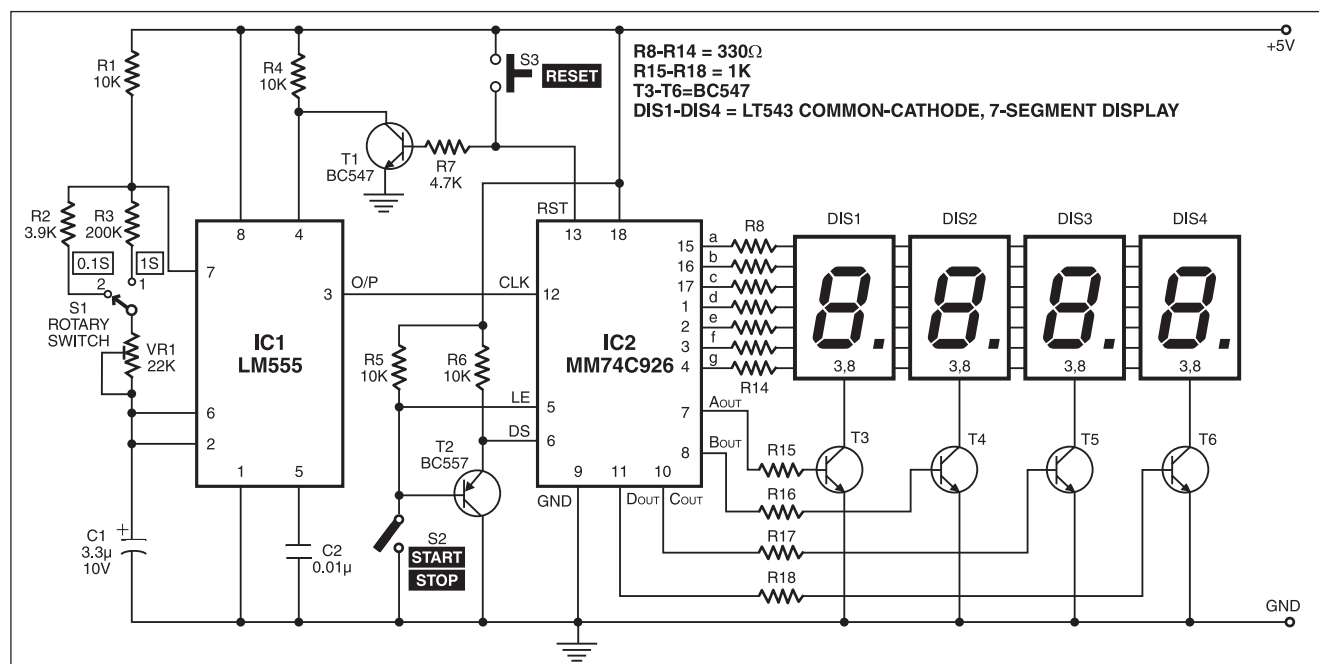 +5V
R8-R14 = 330Ω
R15-R18 = 1K
T3-T6=BC547
DIS1-DIS4 = LT543 COMMON-CATHODE, 7-SEGMENT DISPLAY
R1
10K
R4
10K
S3
RESET
T1
BC547
R7
4.7K
R2
3.9K
R3
200K
0.1S
1S
2
1
S1
ROTARY
SWITCH
VR1
22K
8
4
7
3
6
2
1
5
IC1
LM555
O/P
CLK
RST
13
18
12
IC2
MM74C926
R5
10K
R6
10K
LE
5
DS
6
T2
BC557
9
11
10
GND
DOUT
COUT
15
16
17
1
2
3
4
7
8
a
b
c
d
e
f
g
R8
R14
AOUT
BOUT
DIS1
DIS2
DIS3
DIS4
8.
8.
8.
8.
3,8
3,8
3,8
3,8
T3
T4
T5
T6
R15
R16
R17
R18
C1
+
3.3µ
10V
C2
0.01µ
S2
START
STOP
GND